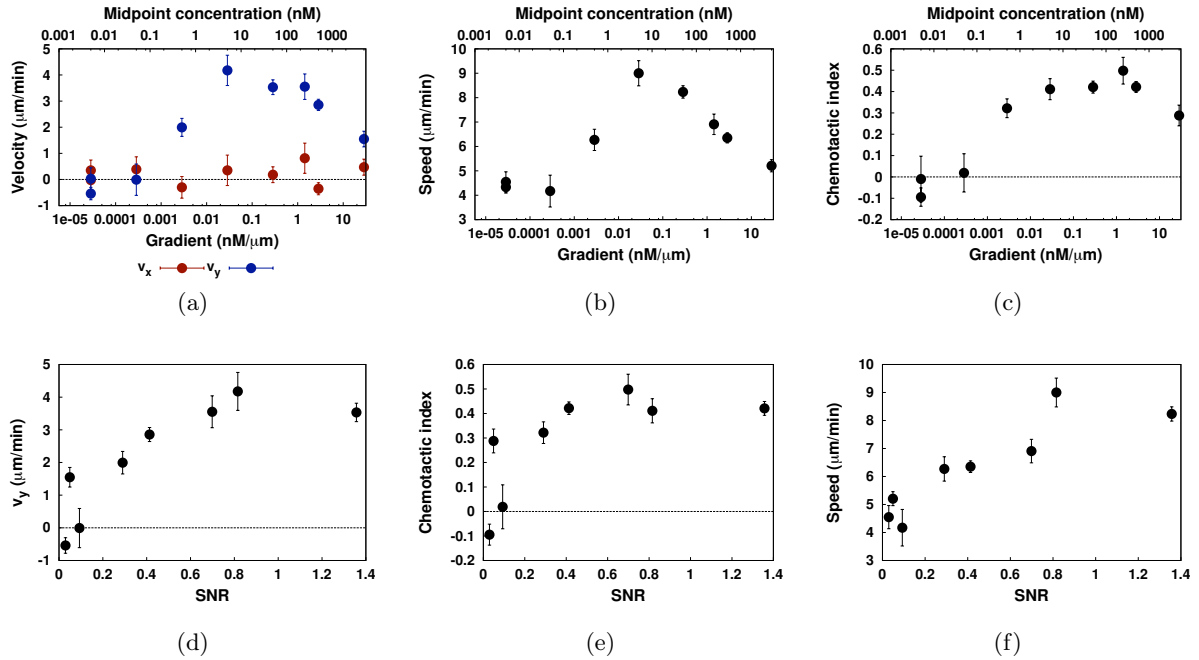 Midpoint concentration (nM)
0.001 0.01 0.1 1 10 100 1000
5
4
3
2
1
0
-1
Velocity (μm/min)
1e-05 0.0001 0.001 0.01 0.1 1 10
Gradient (nM/μm)
v_x v_y
(a)
Midpoint concentration (nM)
0.001 0.01 0.1 1 10 100 1000
10
9
8
7
6
5
4
3
Speed (μm/min)
1e-05 0.0001 0.001 0.01 0.1 1 10
Gradient (nM/μm)
(b)
Midpoint concentration (nM)
0.001 0.01 0.1 1 10 100 1000
0.6
0.5
0.4
0.3
0.2
0.1
0
-0.1
-0.2
Chemotactic index
1e-05 0.0001 0.001 0.01 0.1 1 10
Gradient (nM/μm)
(c)
5
4
3
2
1
0
-1
v_y (μm/min)
0 0.2 0.4 0.6 0.8 1 1.2 1.4
SNR
(d)
0.6
0.5
0.4
0.3
0.2
0.1
0
-0.1
-0.2
Chemotactic index
0 0.2 0.4 0.6 0.8 1 1.2 1.4
SNR
(e)
10
9
8
7
6
5
4
3
Speed (μm/min)
0 0.2 0.4 0.6 0.8 1 1.2 1.4
SNR
(f)